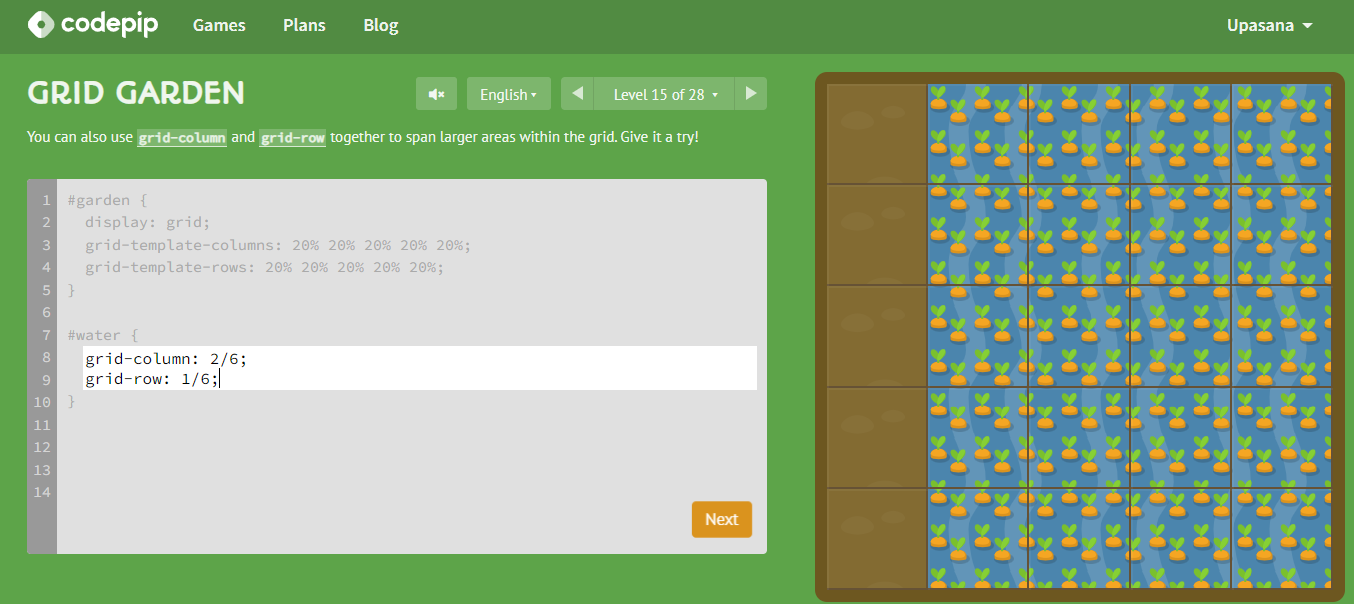 codepip Games Plans Blog Upasana
GRID GARDEN English Level 15 of 28
You can also use grid-column and grid-row together to span larger areas within the grid. Give it a try!
1 #garden {
2 display: grid;
3 grid-template-columns: 20% 20% 20% 20% 20%;
4 grid-template-rows: 20% 20% 20% 20% 20%;
5 }
6
7 #water {
8 grid-column: 2/6;
9 grid-row: 1/6;
10 }
11
12
13
14
Next